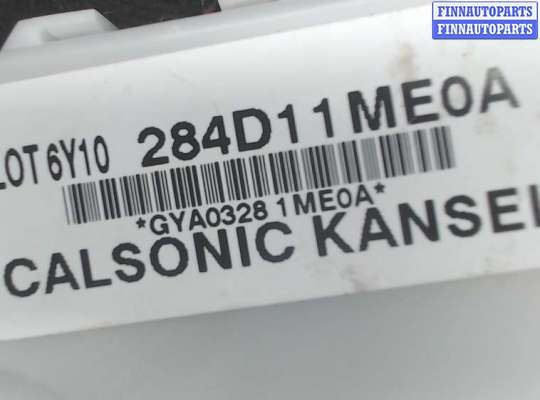 FINNAUTOPARTS
FINNAUTOPARTS
LOT 6Y10 284D11ME0A
*GYA0328 1ME0A*
CALSONIC KANSEI